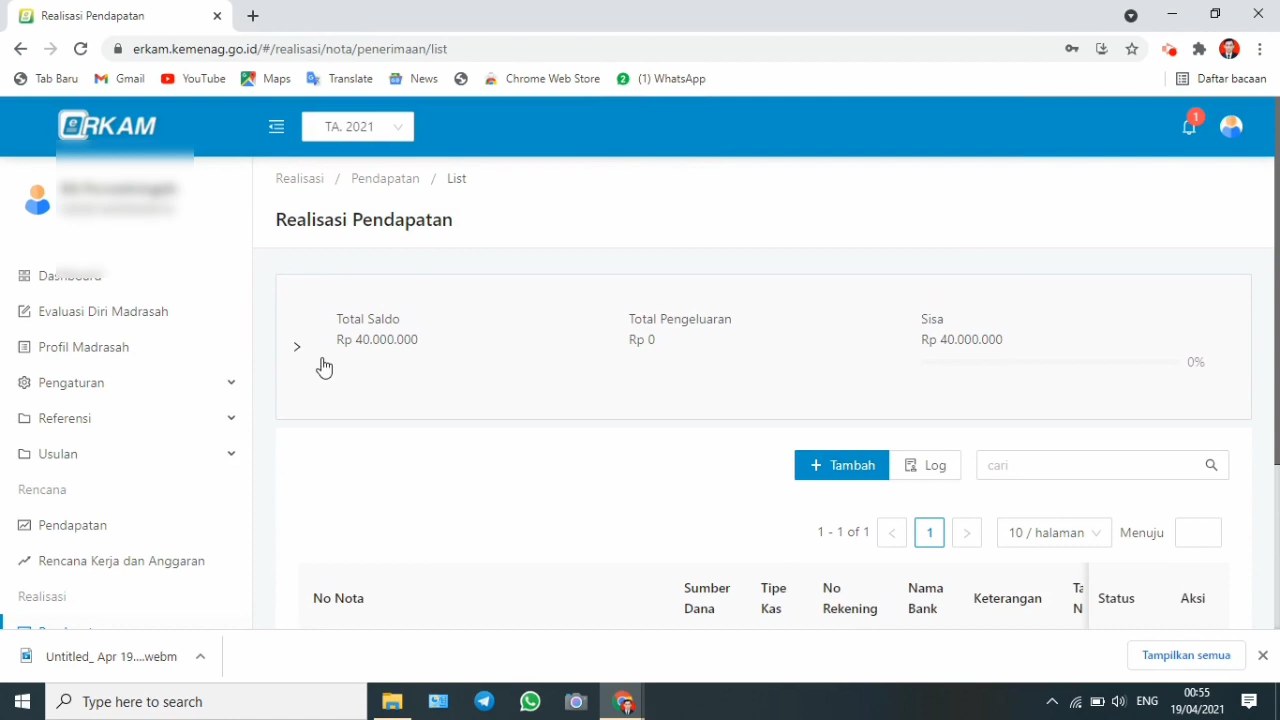 Realisasi Pendapatan
erkam.kemenag.go.id/#/realisasi/nota/penerimaan/list
Tab Baru Gmail YouTube Maps Translate News Chrome Web Store (1) WhatsApp Daftar bacaan
eRKAM TA. 2021 1
Realisasi / Pendapatan / List
Realisasi Pendapatan
Dashboard
Evaluasi Diri Madrasah
Profil Madrasah
Pengaturan
Referensi
Usulan
Rencana
Pendapatan
Rencana Kerja dan Anggaran
Realisasi
Total Saldo Total Pengeluaran Sisa
Rp 40.000.000 Rp 0 Rp 40.000.000
0%
+ Tambah Log cari
1 - 1 of 1 < 1 > 10 / halaman Menuju
No Nota Sumber Dana Tipe Kas No Rekening Nama Bank Keterangan Status Aksi
Untitled_ Apr 19....webm Tampilkan semua
Type here to search ENG 00:55
19/04/2021